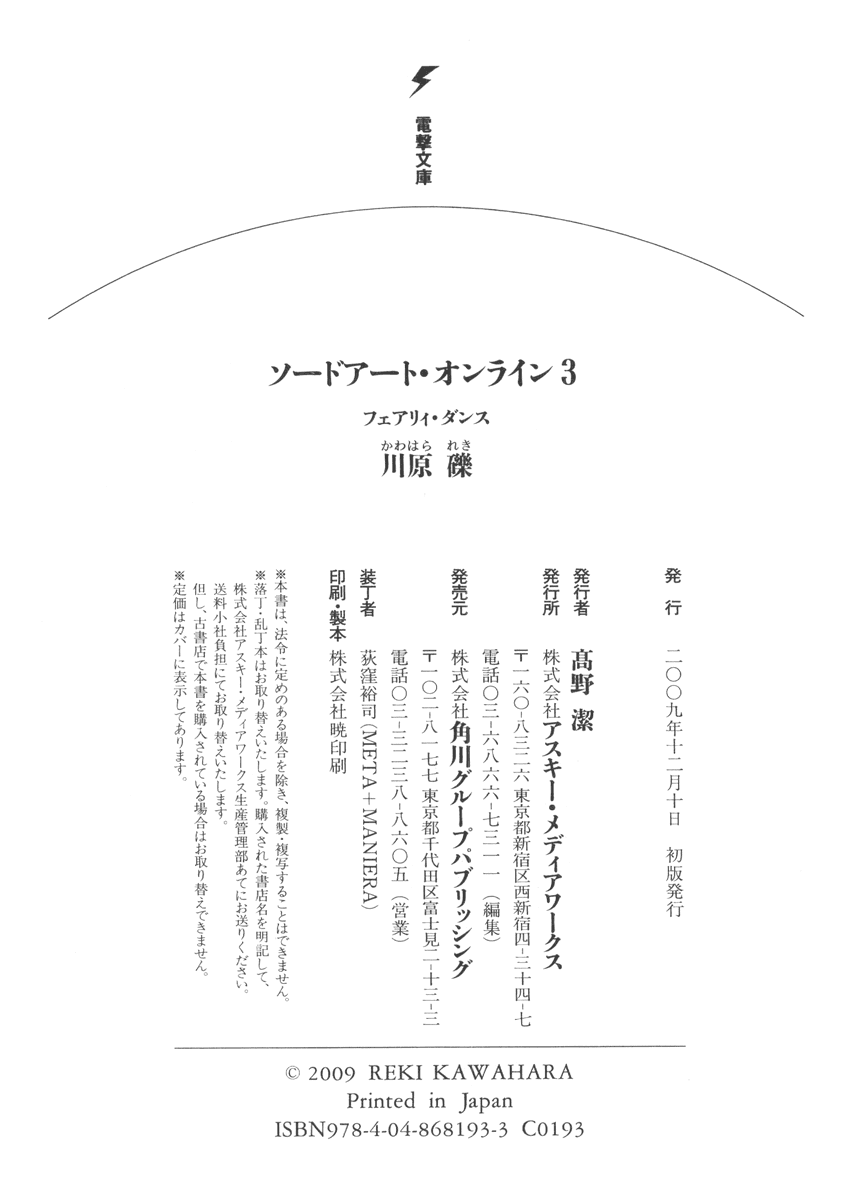 電撃文庫
ソードアート・オンライン3
フェアリィ・ダンス
かわはら れき
川原 礫
発行 二〇〇九年十二月十日 初版発行
発行者 髙野 潔
発行所 株式会社アスキー・メディアワークス
〒一六〇-八三二六 東京都新宿区西新宿四-三十四-七
電話〇三-六八六六-七三一一（編集）
発売元 株式会社角川グループパブリッシング
〒一〇二-八一七七 東京都千代田区富士見二-十三-三
電話〇三-三二三八-八六〇五（営業）
装丁者 荻窪裕司（META＋MANIERA）
印刷・製本 株式会社暁印刷
※本書は、法令に定めのある場合を除き、複製・複写することはできません。
※落丁・乱丁本はお取り替えいたします。購入された書店名を明記して、
株式会社アスキー・メディアワークス生産管理部あてにお送りください。
送料小社負担にてお取り替えいたします。
但し、古書店で本書を購入されている場合はお取り替えできません。
※定価はカバーに表示してあります。
© 2009 REKI KAWAHARA
Printed in Japan
ISBN978-4-04-868193-3 C0193